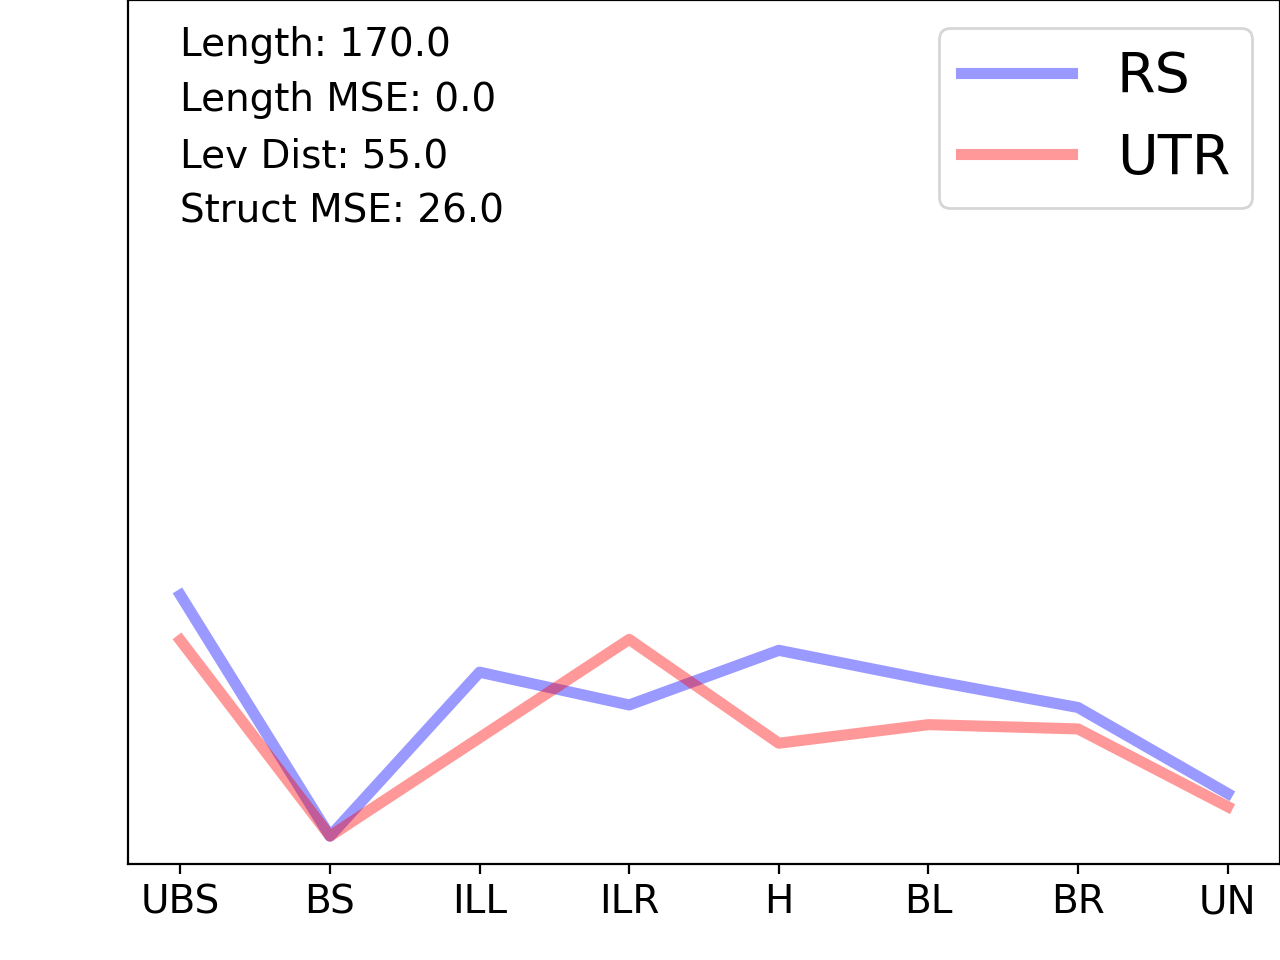 Length: 170.0
Length MSE: 0.0
Lev Dist: 55.0
Struct MSE: 26.0
RS
UTR
UBS BS ILL ILR H BL BR UN